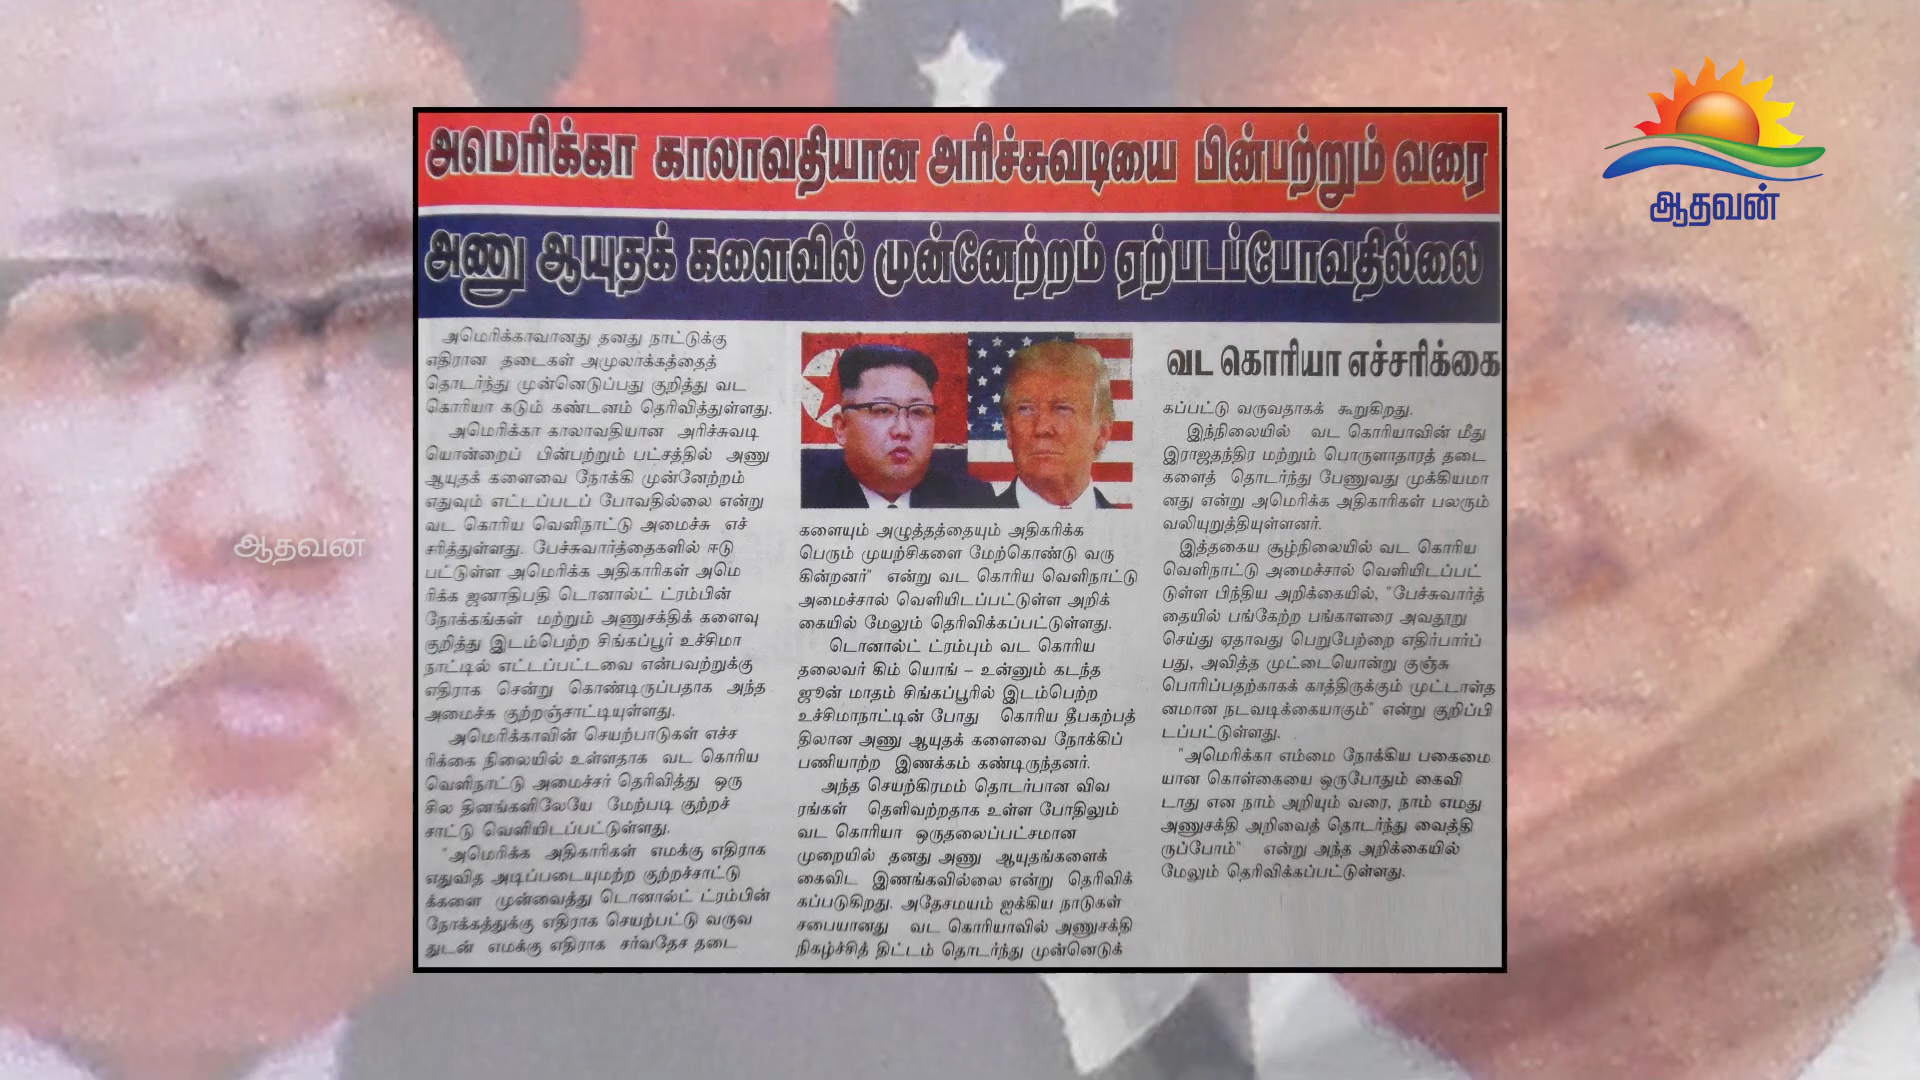 அமெரிக்கா காலாவதியான அரிச்சுவடியை பின்பற்றும் வரை
அணு ஆயுதக் களைவில் முன்னேற்றம் ஏற்படப்போவதில்லை
வட கொரியா எச்சரிக்கை
அமெரிக்காவானது தனது நாட்டுக்கு
எதிரான தடைகள் அமுலாக்கத்தைத்
தொடர்ந்து முன்னெடுப்பது குறித்து வட
கொரியா கடும் கண்டனம் தெரிவித்துள்ளது.
அமெரிக்கா காலாவதியான அரிச்சுவடி
யொன்றைப் பின்பற்றும் பட்சத்தில் அணு
ஆயுதக் களைவை நோக்கி முன்னேற்றம்
எதுவும் எட்டப்படப் போவதில்லை என்று
வட கொரிய வெளிநாட்டு அமைச்சு எச்
சரித்துள்ளது. பேச்சுவார்த்தைகளில் ஈடு
பட்டுள்ள அமெரிக்க அதிகாரிகள் அமெ
ரிக்க ஜனாதிபதி டொனால்ட் ட்ரம்பின்
நோக்கங்கள் மற்றும் அணுசக்திக் களைவு
குறித்து இடம்பெற்ற சிங்கப்பூர் உச்சிமா
நாட்டில் எட்டப்பட்டவை என்பவற்றுக்கு
எதிராக சென்று கொண்டிருப்பதாக அந்த
அமைச்சு குற்றஞ்சாட்டியுள்ளது.
அமெரிக்காவின் செயற்பாடுகள் எச்ச
ரிக்கை நிலையில் உள்ளதாக வட கொரிய
வெளிநாட்டு அமைச்சர் தெரிவித்து ஒரு
சில தினங்களிலேயே மேற்படி குற்றச்
சாட்டு வெளியிடப்பட்டுள்ளது.
"அமெரிக்க அதிகாரிகள் எமக்கு எதிராக
எதுவித அடிப்படையுமற்ற குற்றச்சாட்டு
க்களை முன்வைத்து டொனால்ட் ட்ரம்பின்
நோக்கத்துக்கு எதிராக செயற்பட்டு வருவ
துடன் எமக்கு எதிராக சர்வதேச தடை
களையும் அழுத்தத்தையும் அதிகரிக்க
பெரும் முயற்சிகளை மேற்கொண்டு வரு
கின்றனர்" என்று வட கொரிய வெளிநாட்டு
அமைச்சால் வெளியிடப்பட்டுள்ள அறிக்
கையில் மேலும் தெரிவிக்கப்பட்டுள்ளது.
டொனால்ட் ட்ரம்பும் வட கொரிய
தலைவர் கிம் யொங் – உன்னும் கடந்த
ஜூன் மாதம் சிங்கப்பூரில் இடம்பெற்ற
உச்சிமாநாட்டின் போது கொரிய தீபகற்பத்
திலான அணு ஆயுதக் களைவை நோக்கிப்
பணியாற்ற இணக்கம் கண்டிருந்தனர்.
அந்த செயற்கிரமம் தொடர்பான விவ
ரங்கள் தெளிவற்றதாக உள்ள போதிலும்
வட கொரியா ஒருதலைப்பட்சமான
முறையில் தனது அணு ஆயுதங்களைக்
கைவிட இணங்கவில்லை என்று தெரிவிக்
கப்படுகிறது. அதேசமயம் ஐக்கிய நாடுகள்
சபையானது வட கொரியாவில் அணுசக்தி
நிகழ்ச்சித் திட்டம் தொடர்ந்து முன்னெடுக்
கப்பட்டு வருவதாகக் கூறுகிறது.
இந்நிலையில் வட கொரியாவின் மீது
இராஜதந்திர மற்றும் பொருளாதாரத் தடை
களைத் தொடர்ந்து பேணுவது முக்கியமா
னது என்று அமெரிக்க அதிகாரிகள் பலரும்
வலியுறுத்தியுள்ளனர்.
இத்தகைய சூழ்நிலையில் வட கொரிய
வெளிநாட்டு அமைச்சால் வெளியிடப்பட்
டுள்ள பிந்திய அறிக்கையில், "பேச்சுவார்த்
தையில் பங்கேற்ற பங்காளரை அவதூறு
செய்து ஏதாவது பெறுபேற்றை எதிர்பார்ப்
பது, அவித்த முட்டையொன்று குஞ்சு
பொரிப்பதற்காகக் காத்திருக்கும் முட்டாள்த
னமான நடவடிக்கையாகும்" என்று குறிப்பி
டப்பட்டுள்ளது.
"அமெரிக்கா எம்மை நோக்கிய பகைமை
யான கொள்கையை ஒருபோதும் கைவி
டாது என நாம் அறியும் வரை, நாம் எமது
அணுசக்தி அறிவைத் தொடர்ந்து வைத்தி
ருப்போம்" என்று அந்த அறிக்கையில்
மேலும் தெரிவிக்கப்பட்டுள்ளது.
ஆதவன்
ஆதவன்